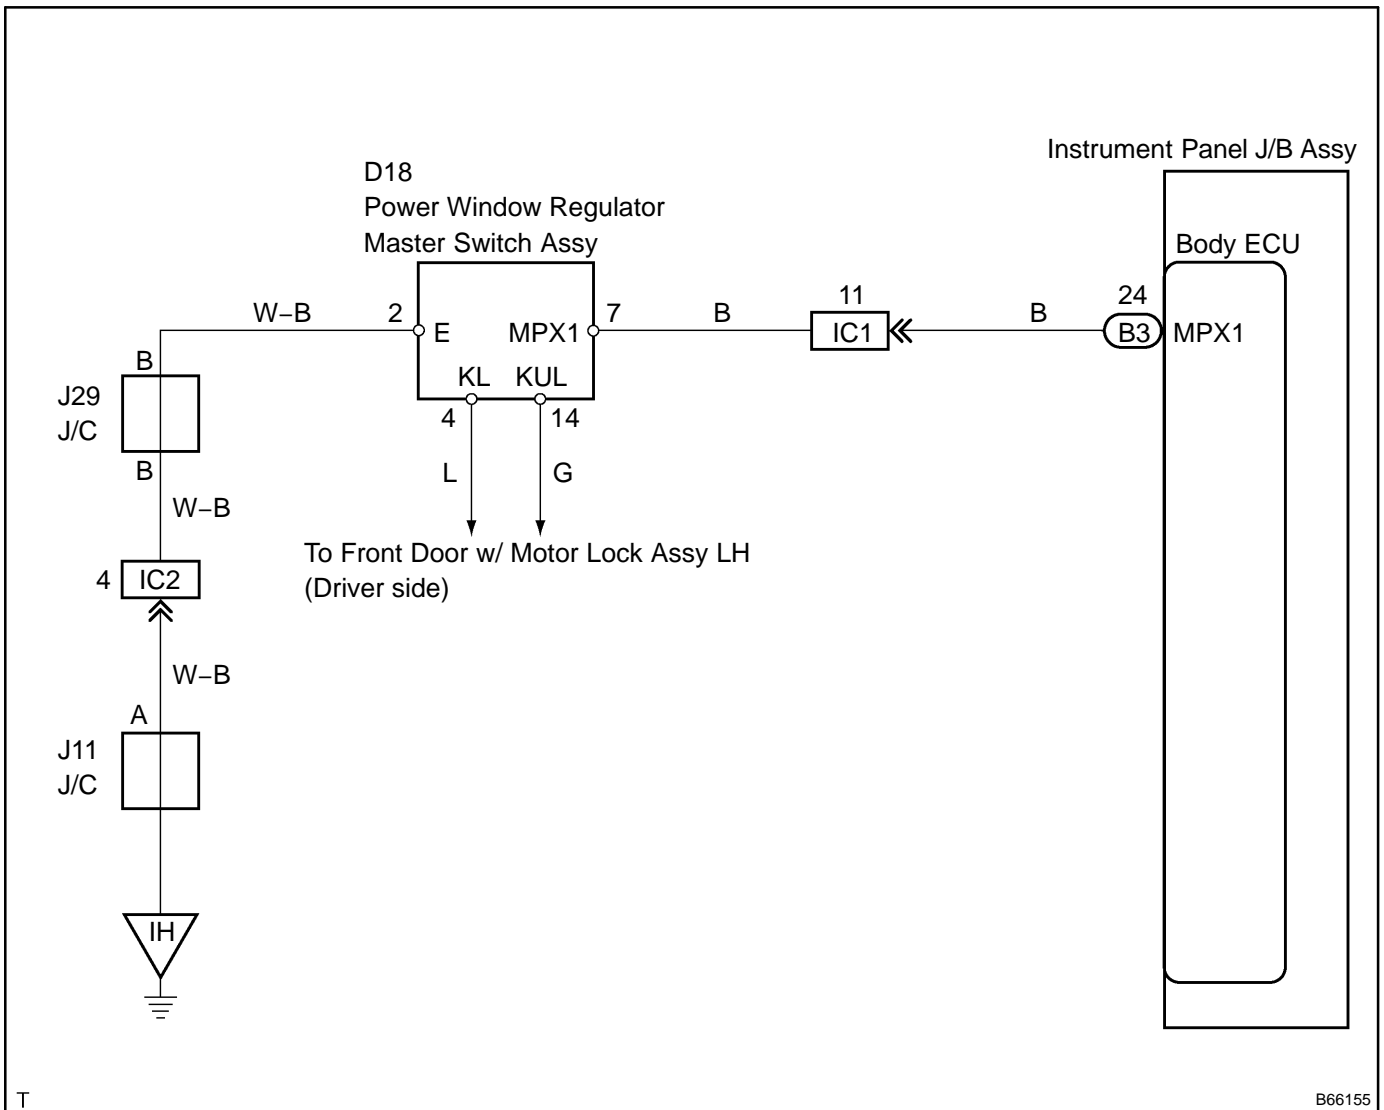 Instrument Panel J/B Assy
D18
Power Window Regulator
Master Switch Assy
Body ECU
W–B
2
E
MPX1
7
B
11
IC1
B
24
B3
MPX1
KL
KUL
4
14
L
G
To Front Door w/ Motor Lock Assy LH
(Driver side)
B
J29
J/C
B
W–B
4
IC2
W–B
A
J11
J/C
IH
T
B66155